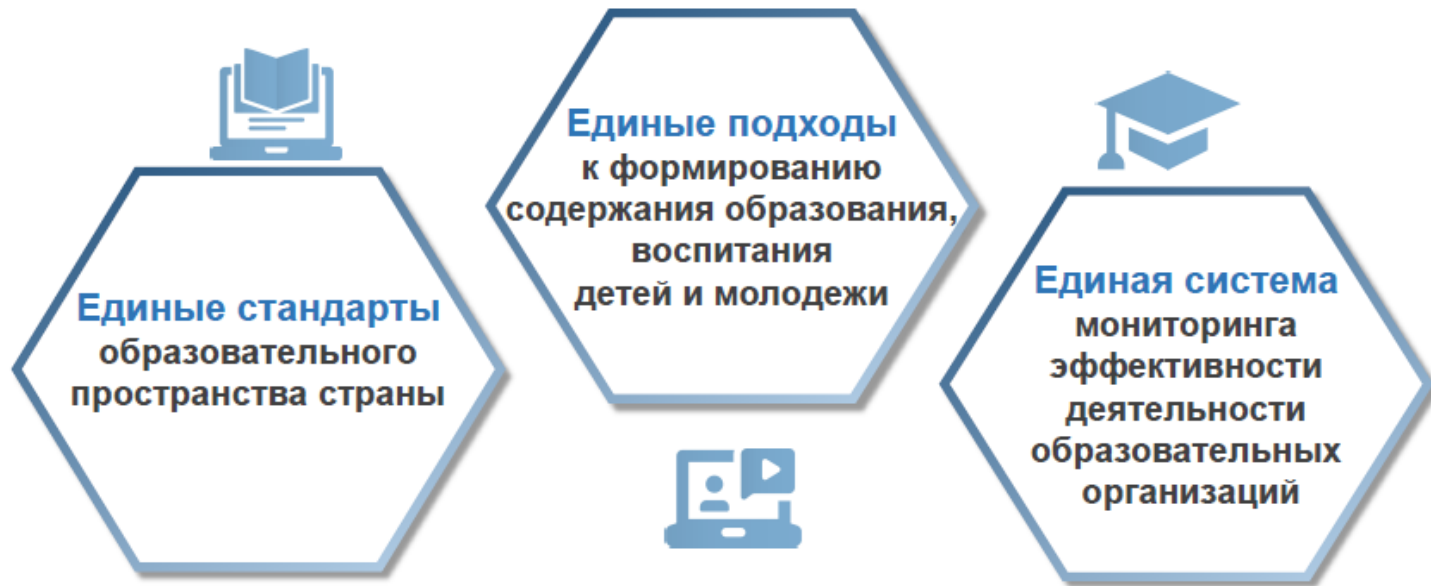 Единые стандарты
образовательного
пространства страны
Единые подходы
к формированию
содержания образования,
воспитания
детей и молодежи
Единая система
мониторинга
эффективности
деятельности
образовательных
организаций